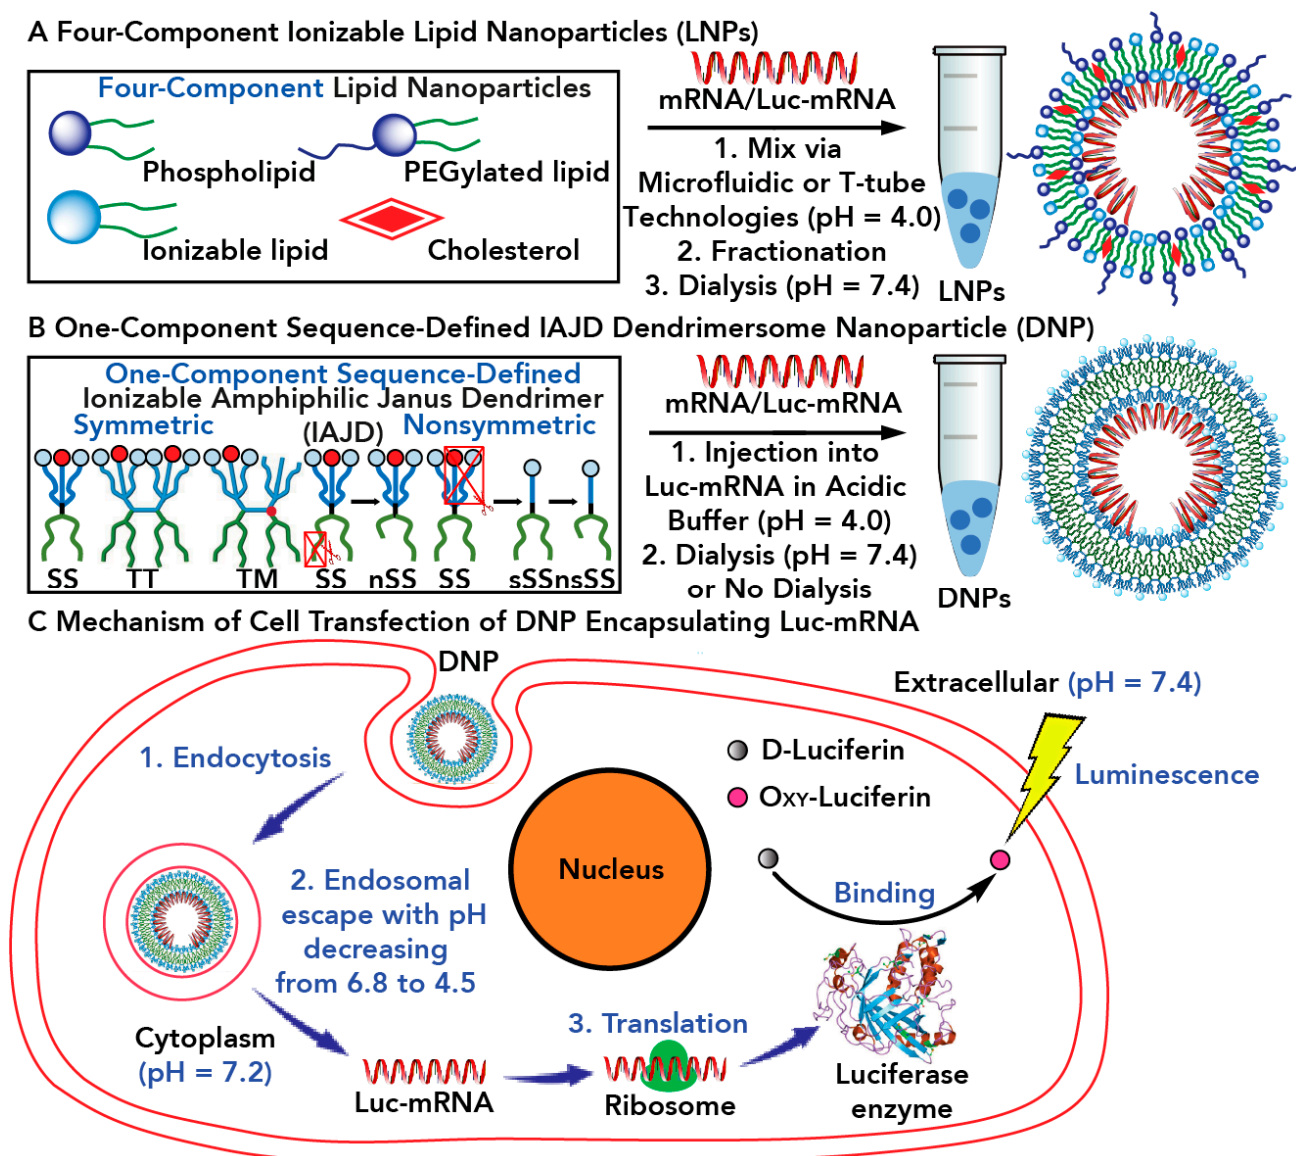 A Four-Component Ionizable Lipid Nanoparticles (LNPs)
Four-Component Lipid Nanoparticles
Phospholipid
PEGylated lipid
Ionizable lipid
Cholesterol
mRNA/Luc-mRNA
1. Mix via
Microfluidic or T-tube
Technologies (pH = 4.0)
2. Fractionation
3. Dialysis (pH = 7.4)
LNPs
B One-Component Sequence-Defined IAJD Dendrimersome Nanoparticle (DNP)
One-Component Sequence-Defined
Ionizable Amphiphilic Janus Dendrimer
Symmetric
(IAJD)
Nonsymmetric
SS
TT
TM
SS
nSS
SS
sSS
nsSS
mRNA/Luc-mRNA
1. Injection into
Luc-mRNA in Acidic
Buffer (pH = 4.0)
2. Dialysis (pH = 7.4)
or No Dialysis
DNPs
C Mechanism of Cell Transfection of DNP Encapsulating Luc-mRNA
DNP
Extracellular (pH = 7.4)
1. Endocytosis
D-Luciferin
Oxy-Luciferin
Luminescence
Nucleus
2. Endosomal
escape with pH
decreasing
from 6.8 to 4.5
Binding
Cytoplasm
(pH = 7.2)
3. Translation
Luc-mRNA
Ribosome
Luciferase
enzyme